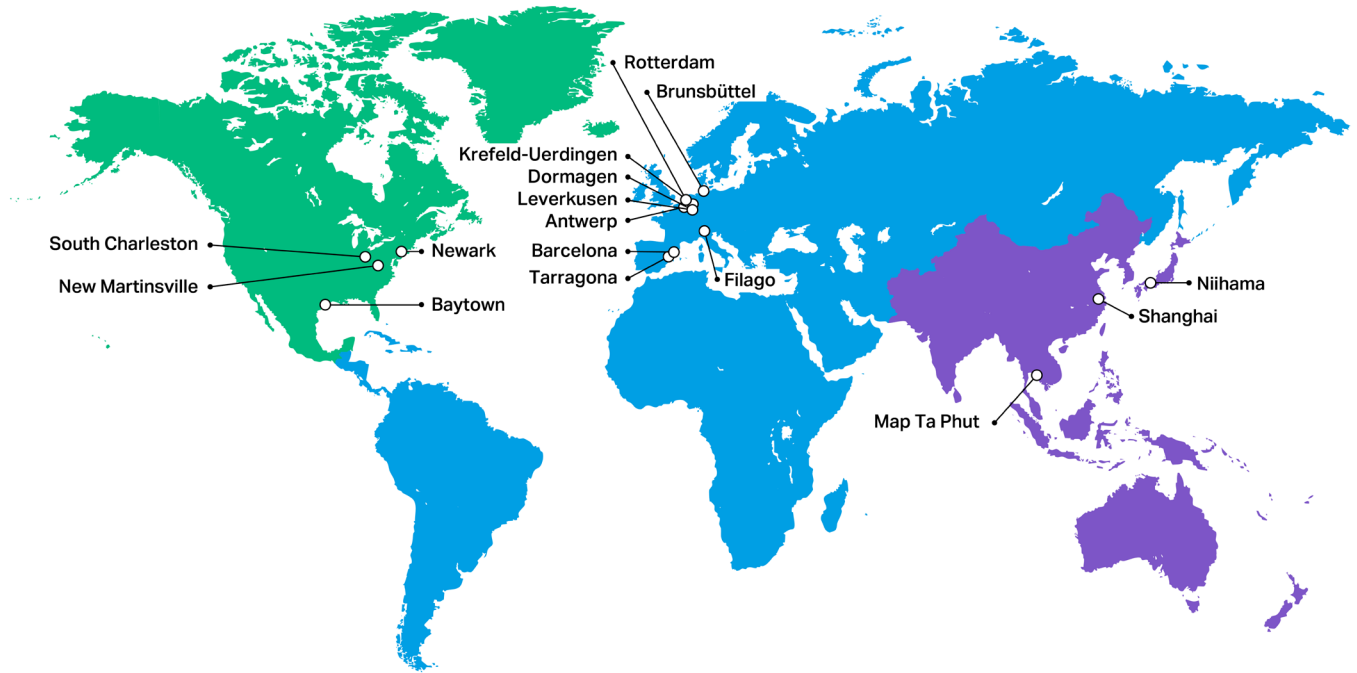 Rotterdam
Brunsbüttel
Krefeld-Uerdingen
Dormagen
Leverkusen
Antwerp
South Charleston
Newark
Barcelona
Tarragona
Filago
New Martinsville
Baytown
Niihama
Shanghai
Map Ta Phut